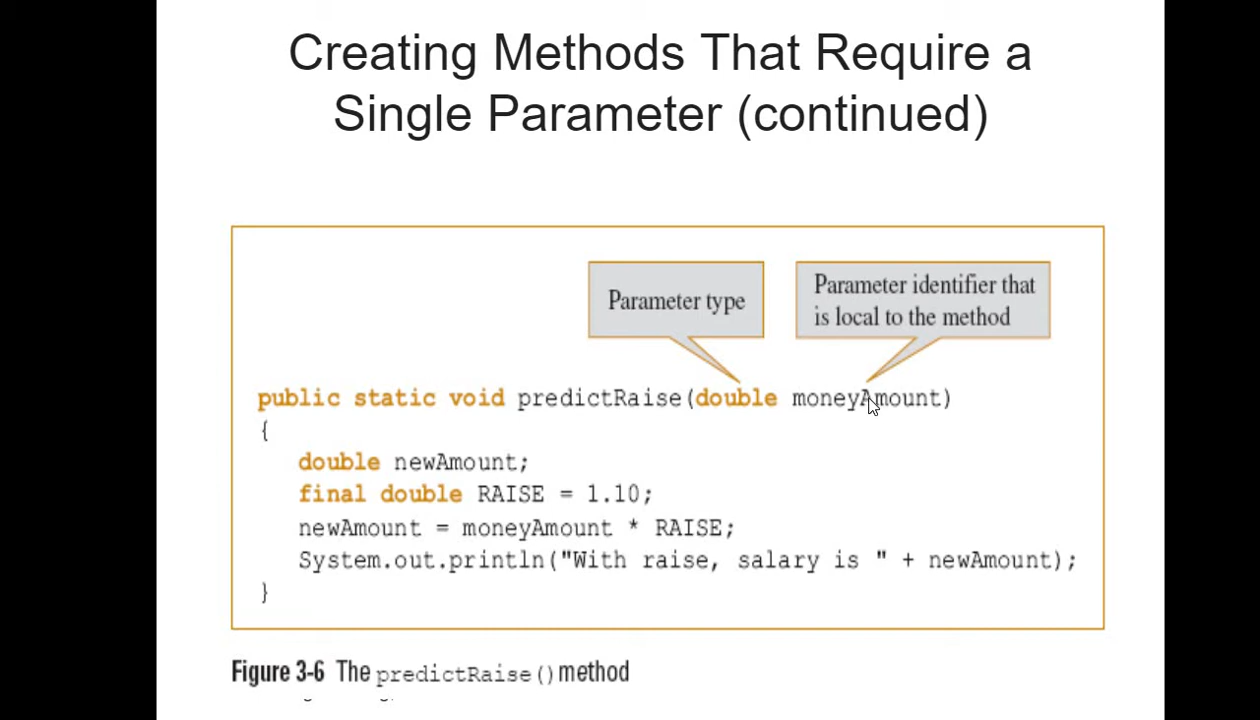 Creating Methods That Require a
Single Parameter (continued)
Parameter type
Parameter identifier that
is local to the method
public static void predictRaise(double moneyAmount)
{
double newAmount;
final double RAISE = 1.10;
newAmount = moneyAmount * RAISE;
System.out.println("With raise, salary is " + newAmount);
}
Figure 3-6 The predictRaise() method